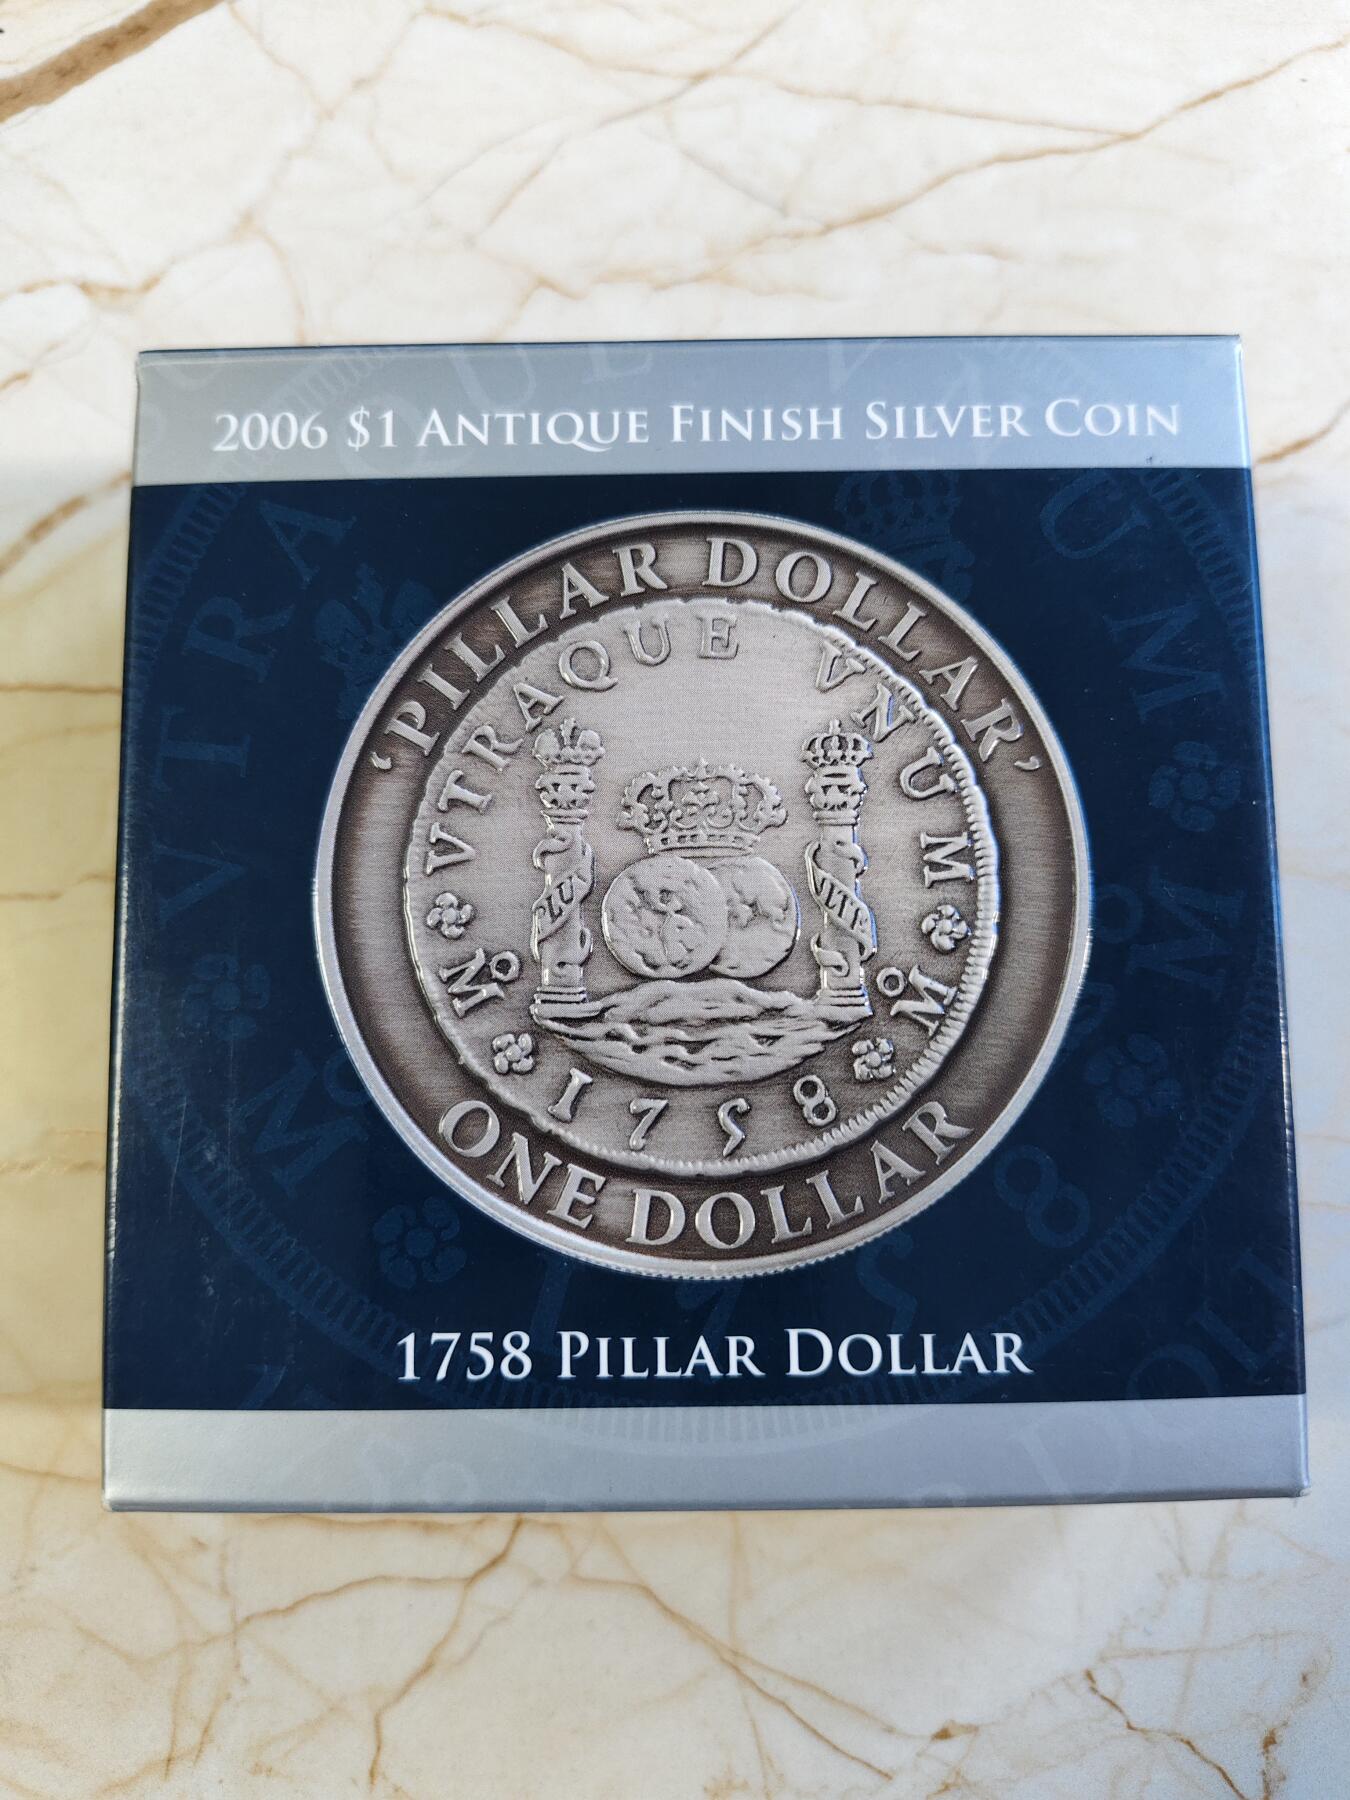 2006 $1 ANTIQUE FINISH SILVER COIN
'PILLAR DOLLAR'
VTRAQUE VNUM
M
M
1758
ONE DOLLAR
1758 PILLAR DOLLAR